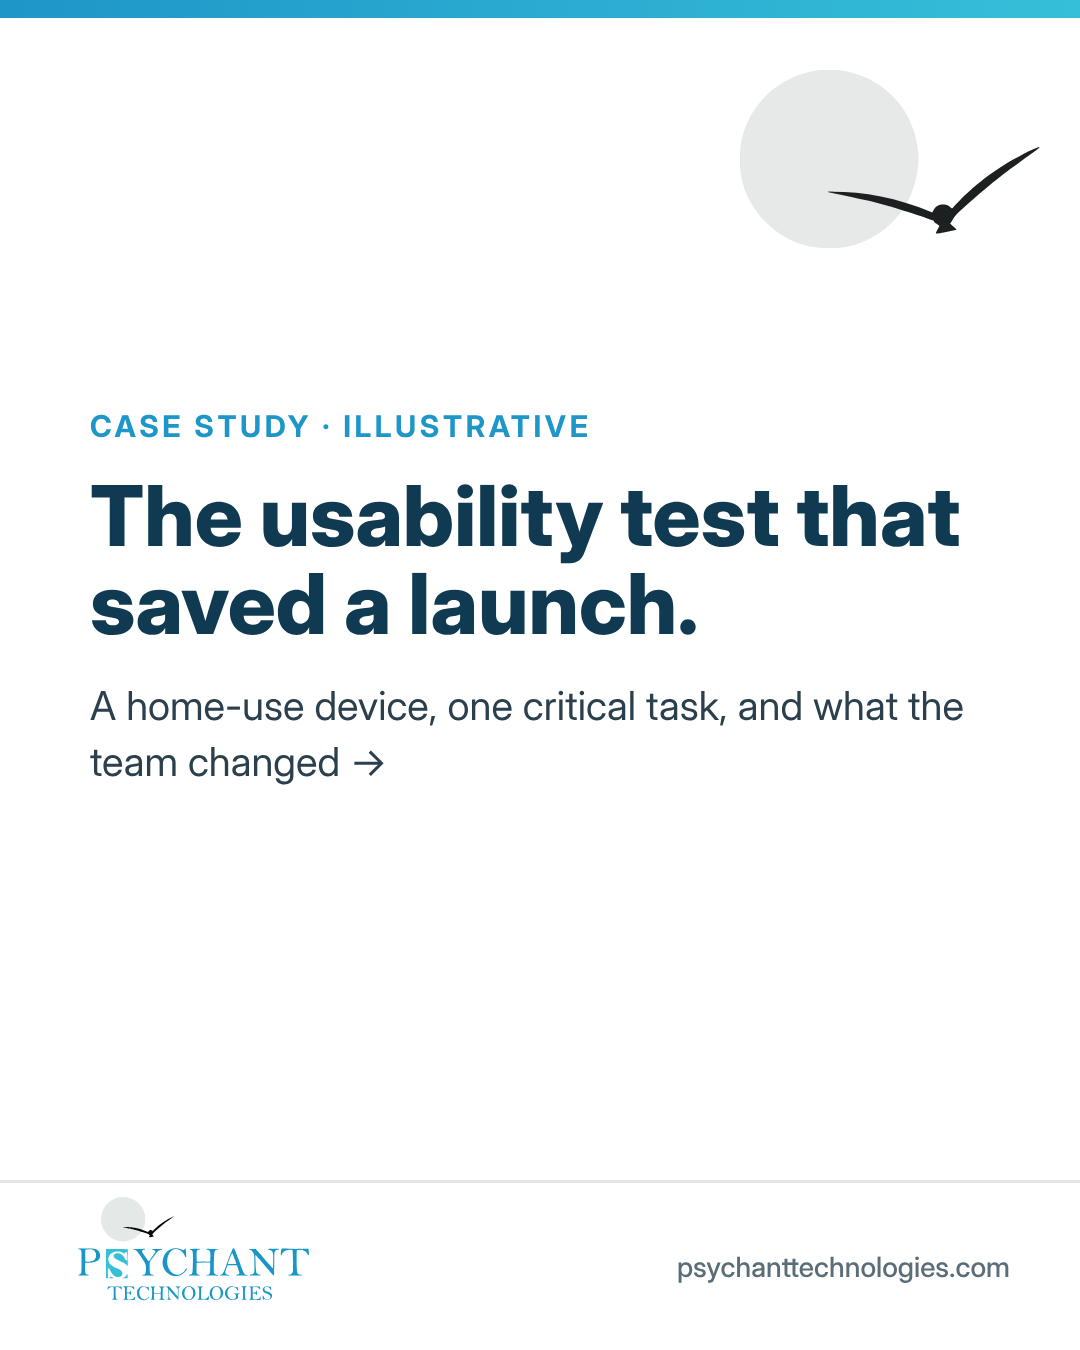 CASE STUDY · ILLUSTRATIVE
The usability test that
saved a launch.
A home-use device, one critical task, and what the
team changed →
PSYCHANT
TECHNOLOGIES
psychanttechnologies.com